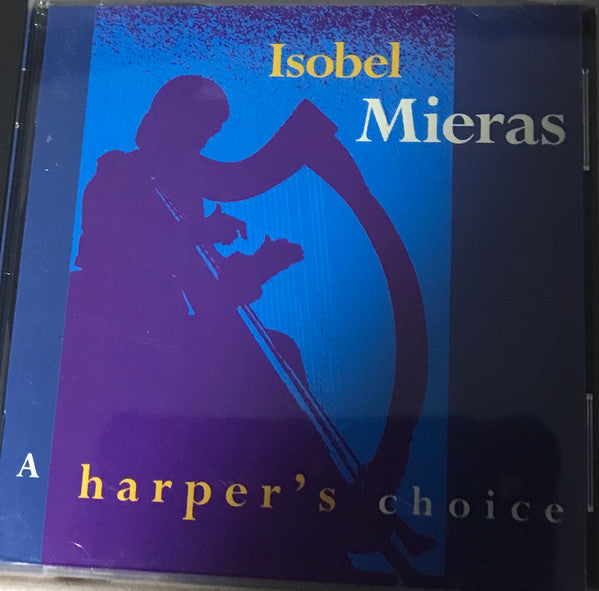 Isobel
Mieras
A harper's choice